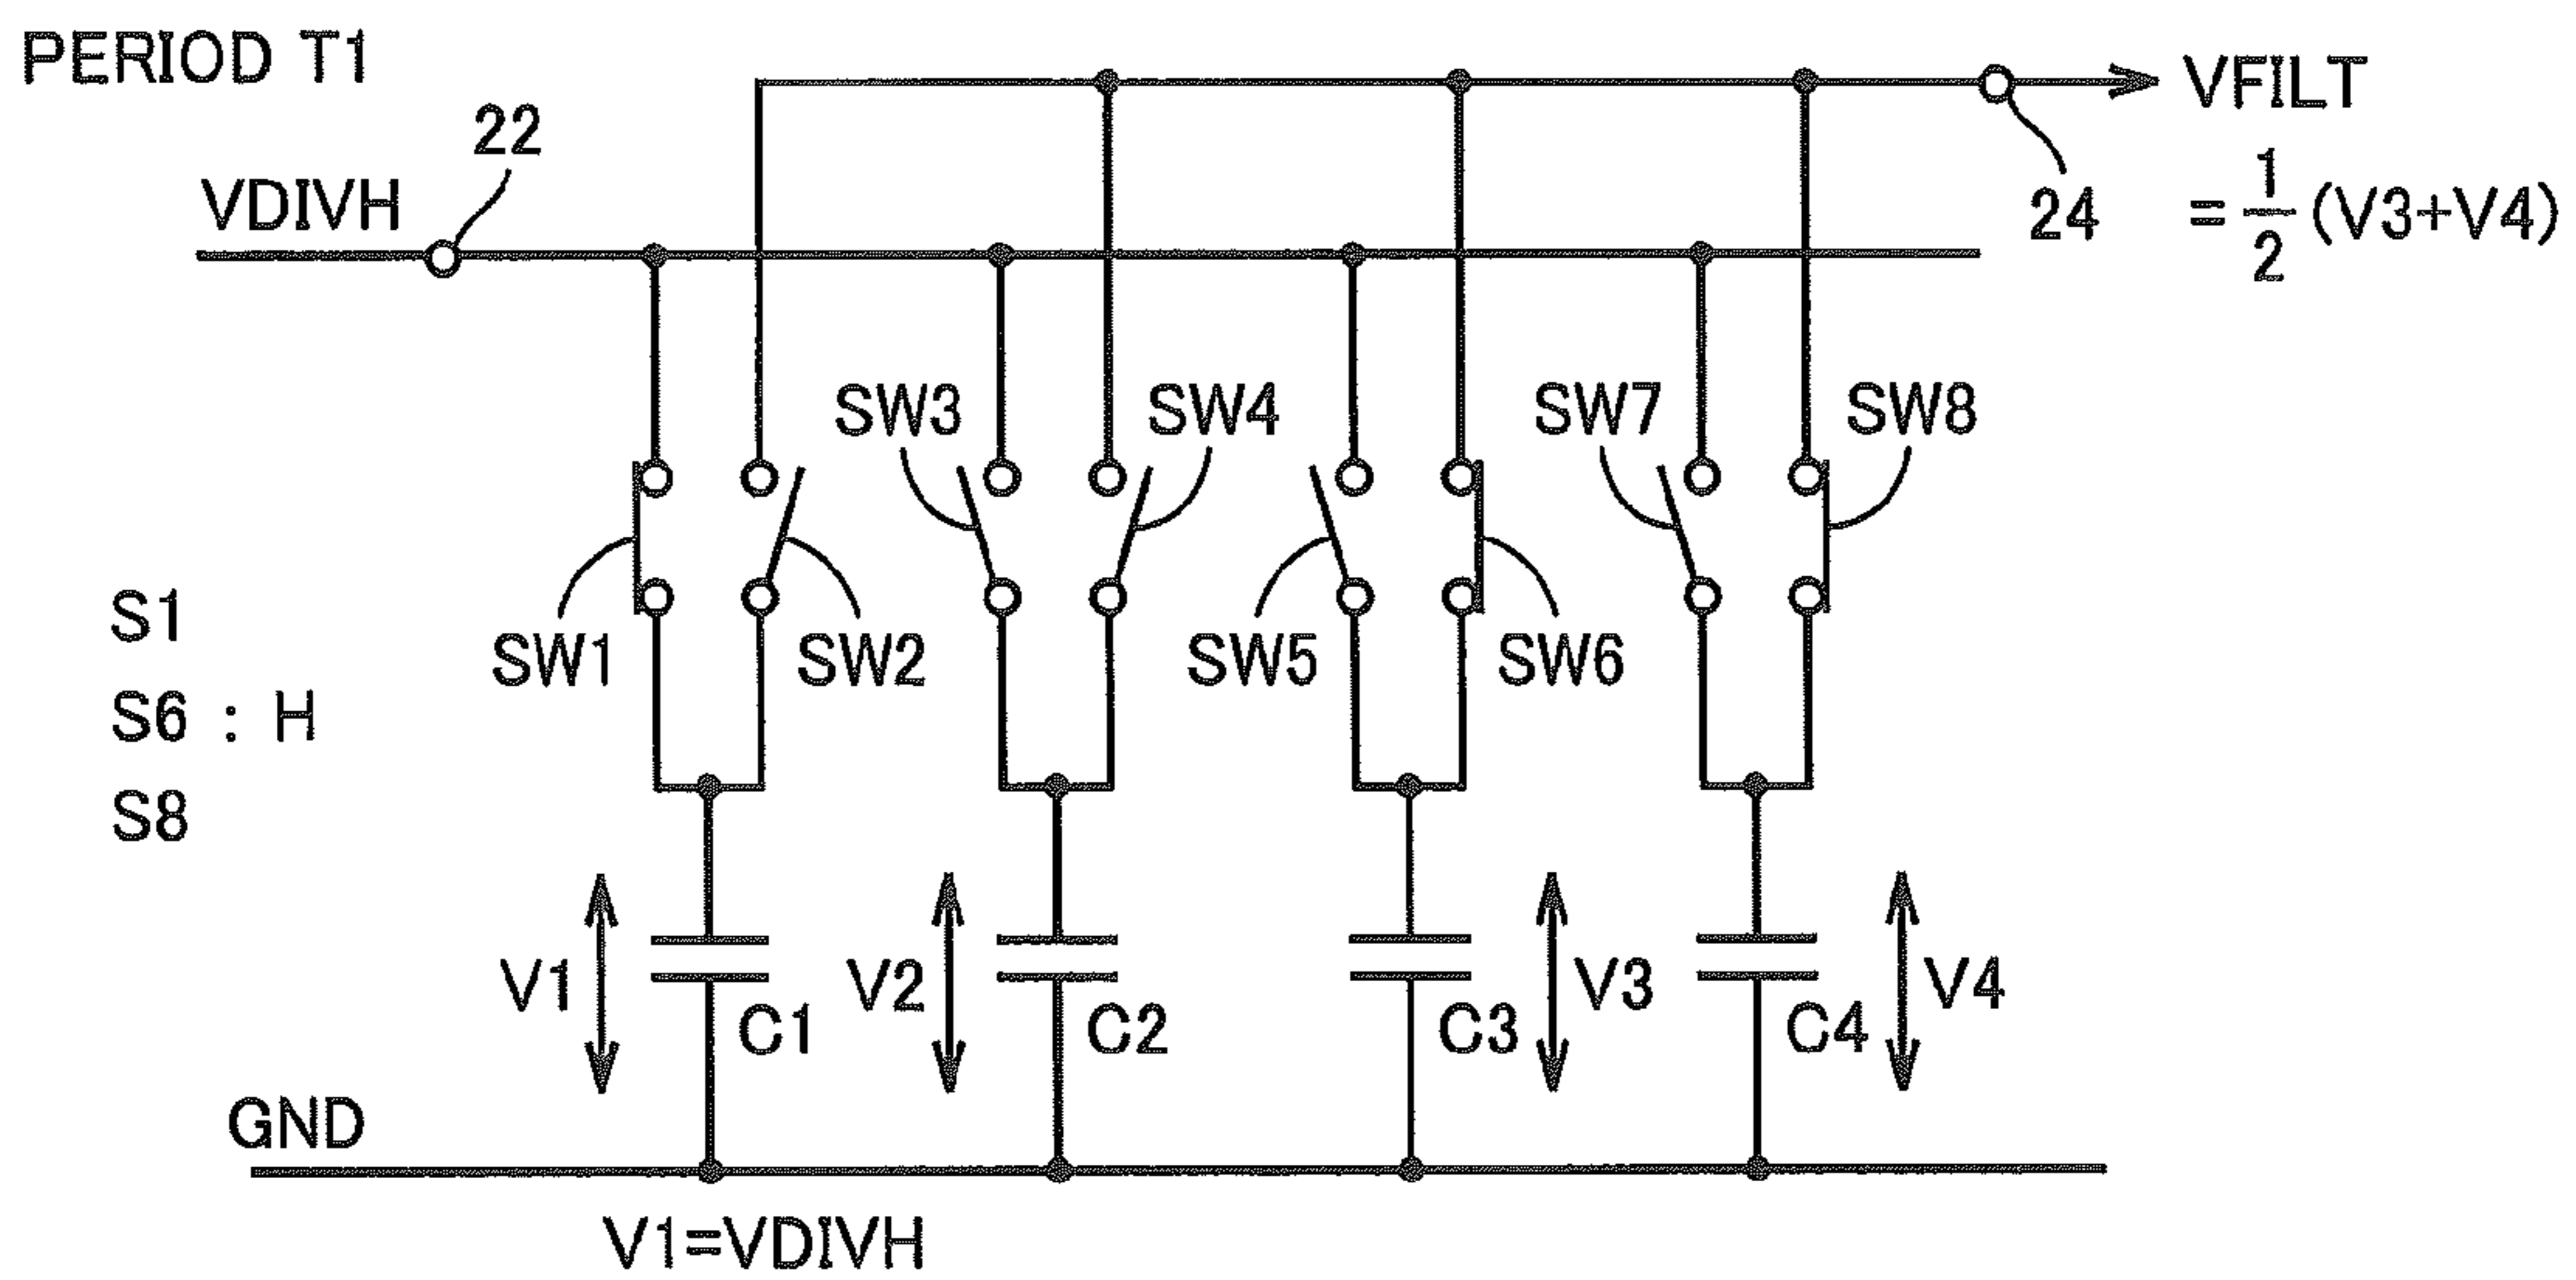 PERIOD T1
VFILT
22
VDIVH
24
= 1/2 (V3+V4)
SW3
SW4
SW7
SW8
S1
SW1
SW2
SW5
SW6
S6 : H
S8
V1
C1
V2
C2
C3
V3
C4
V4
GND
V1=VDIVH